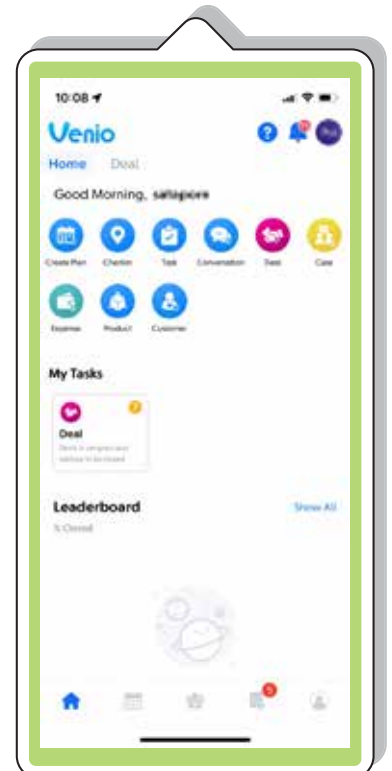 10:08
Venio
Home Deal
Good Morning,
Create Plan Checkin Task Conversation Deal Case
Expense Product Customer
My Tasks
Deal
Leaderboard Show All
% Closed